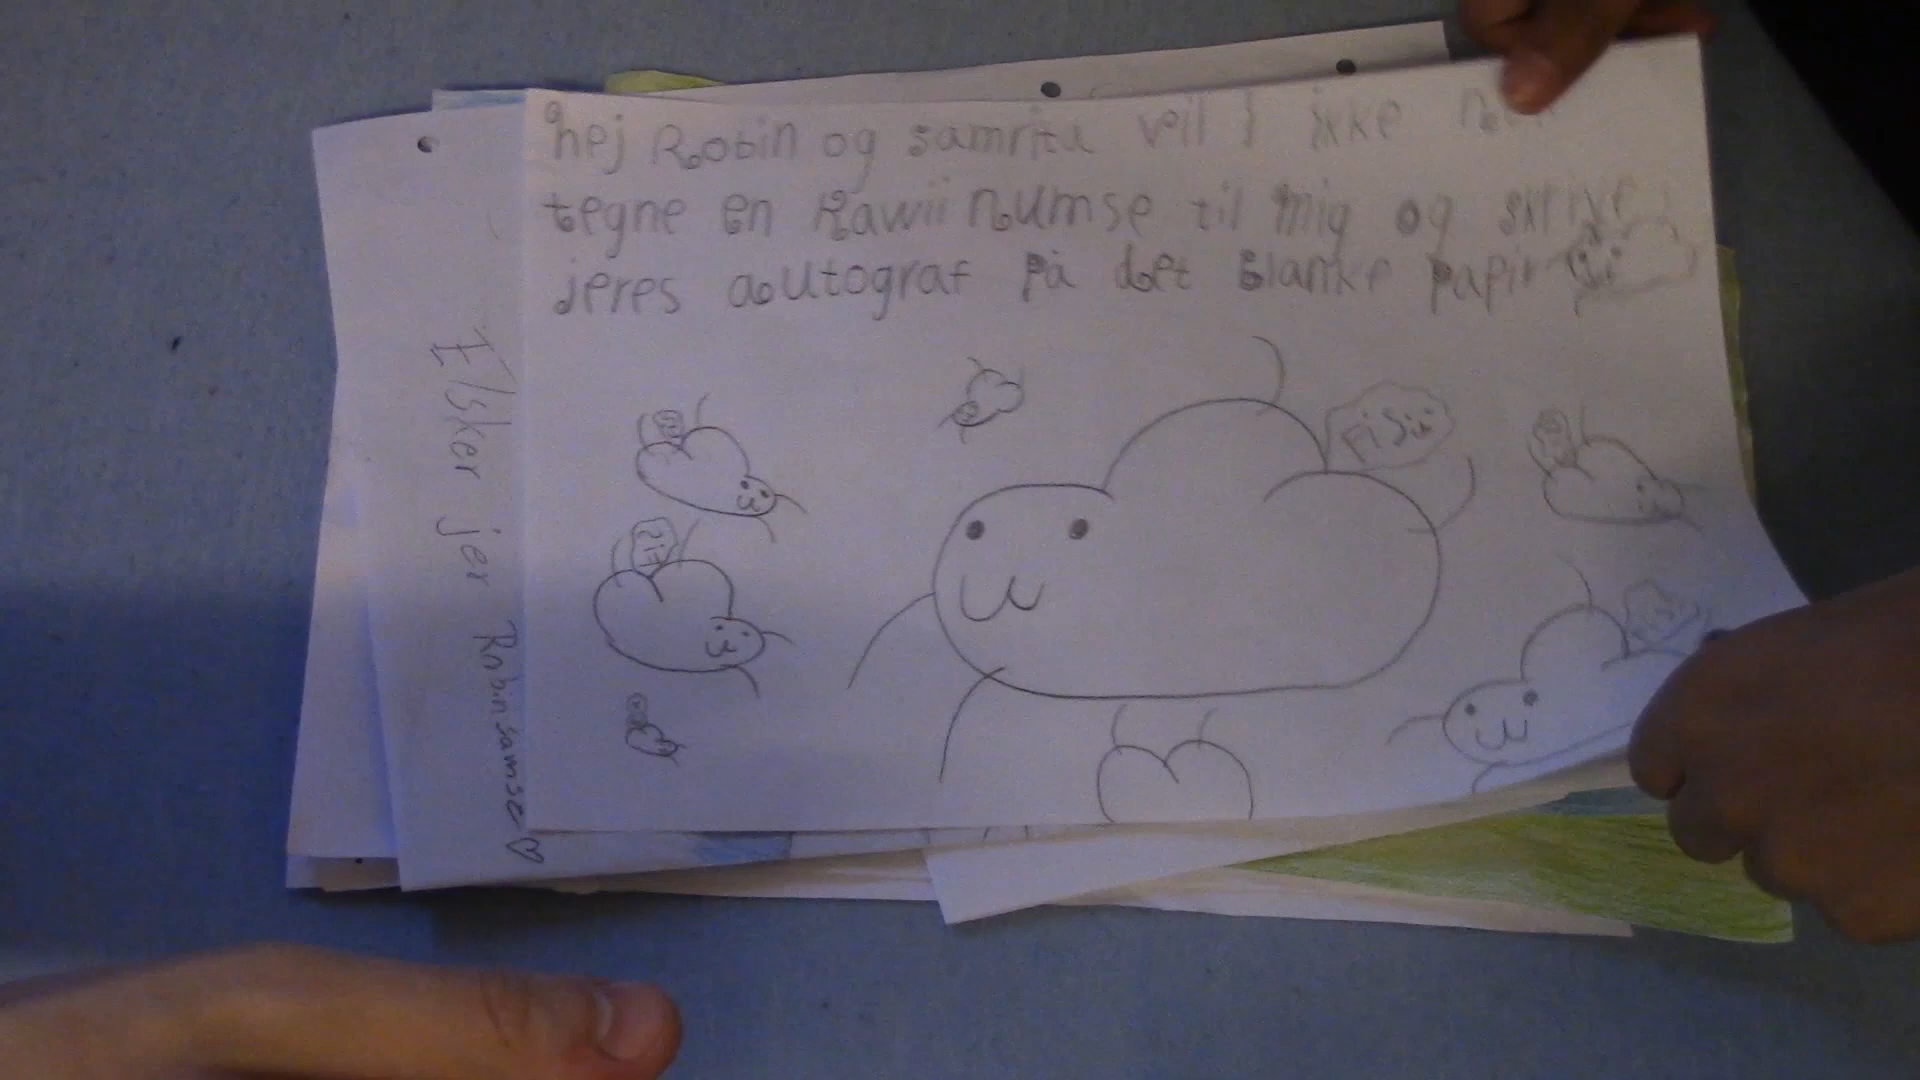 hej Robin og samrita vil I ikke
tegne en Kawii numse til mig og skrive
jeres autograf på det blanke papir
FiS
Elsker jer Robinsamse